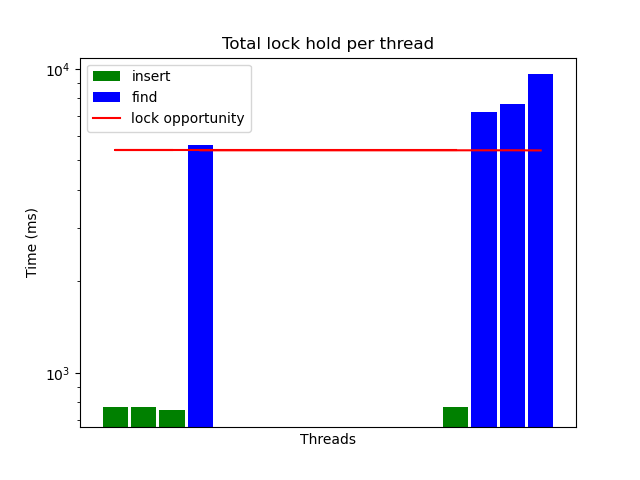 Total lock hold per thread
insert
find
lock opportunity
Time (ms)
10⁴
10³
Threads